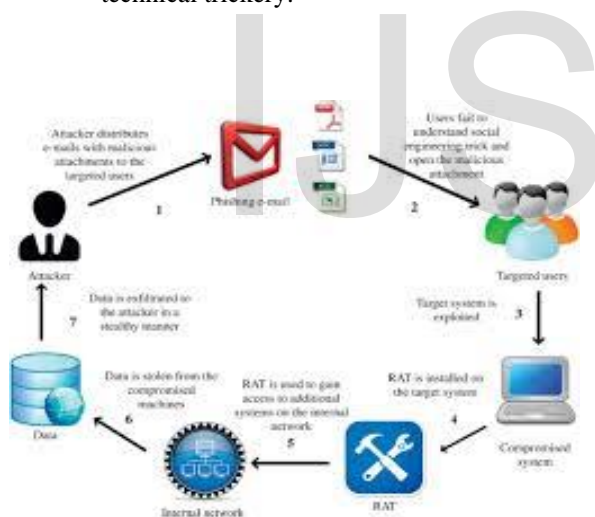 technical trickery.
IJS
Attacker distributes
e-mails with malicious
attachments to the
targeted users
1
Phishing e-mail
Users fail to
understand social
engineering trick and
open the malicious
attachment
2
Attacker
Targeted users
Target system is
exploited
3
Compromised
system
RAT is installed on
the target system
4
RAT
RAT is used to gain
access to additional
systems on the internal
network
5
Internal network
Data is stolen from the
compromised
machines
6
Data
Data is exfiltrated to
the attacker in a
stealthy manner
7